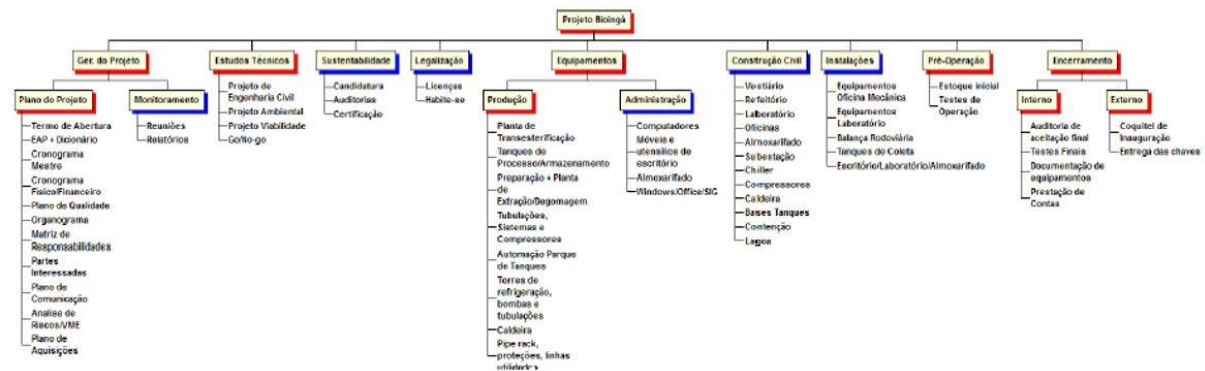 Projeto Bioingá
Ger. do Projeto
Estudos Técnicos
Sustentabilidade
Legalização
Equipamentos
Construção Civil
Instalações
Pré-Operação
Encerramento
Plano do Projeto
Termo de Abertura
EAP + Dicionário
Cronograma
Mestre
Cronograma
Físico/Financeiro
Plano de Qualidade
Organograma
Matriz de
Responsabilidades
Partes
Interessadas
Plano de
Comunicação
Analise de
Riscos/VME
Plano de
Aquisições
Monitoramento
Reuniões
Relatórios
Projeto de
Engenharia Civil
Projeto Ambiental
Projeto Viabilidade
Go/No-go
Candidatura
Auditorias
Certificação
Licenças
Habite-se
Produção
Planta de
Transesterificação
Tanques de
Processo/Armazenamento
Preparação + Planta
de
Extração/Degomagem
Tubulações,
Sistemas e
Compressores
Automação Parque
de Tanques
Torres de
refrigeração,
bombas e
tubulações
Caldeira
Pipe rack,
proteções, linhas
Administração
Computadores
Móveis e
utensílios de
escritório
Almoxarifado
Windows/Office/SIG
Vestiário
Refeitório
Laboratório
Oficinas
Almoxarifado
Subestação
Chiller
Compressores
Caldeira
Bases Tanques
Contenção
Lagoa
Equipamentos
Oficina Mecânica
Equipamentos
Laboratório
Balança Rodoviária
Tanques de Coleta
Escritório/Laboratório/Almoxarifado
Estoque inicial
Testes de
Operação
Interno
Auditoria de
aceitação final
Testes Finais
Documentação de
equipamentos
Prestação de
Contas
Externo
Coquitel de
Inauguração
Entrega das chaves